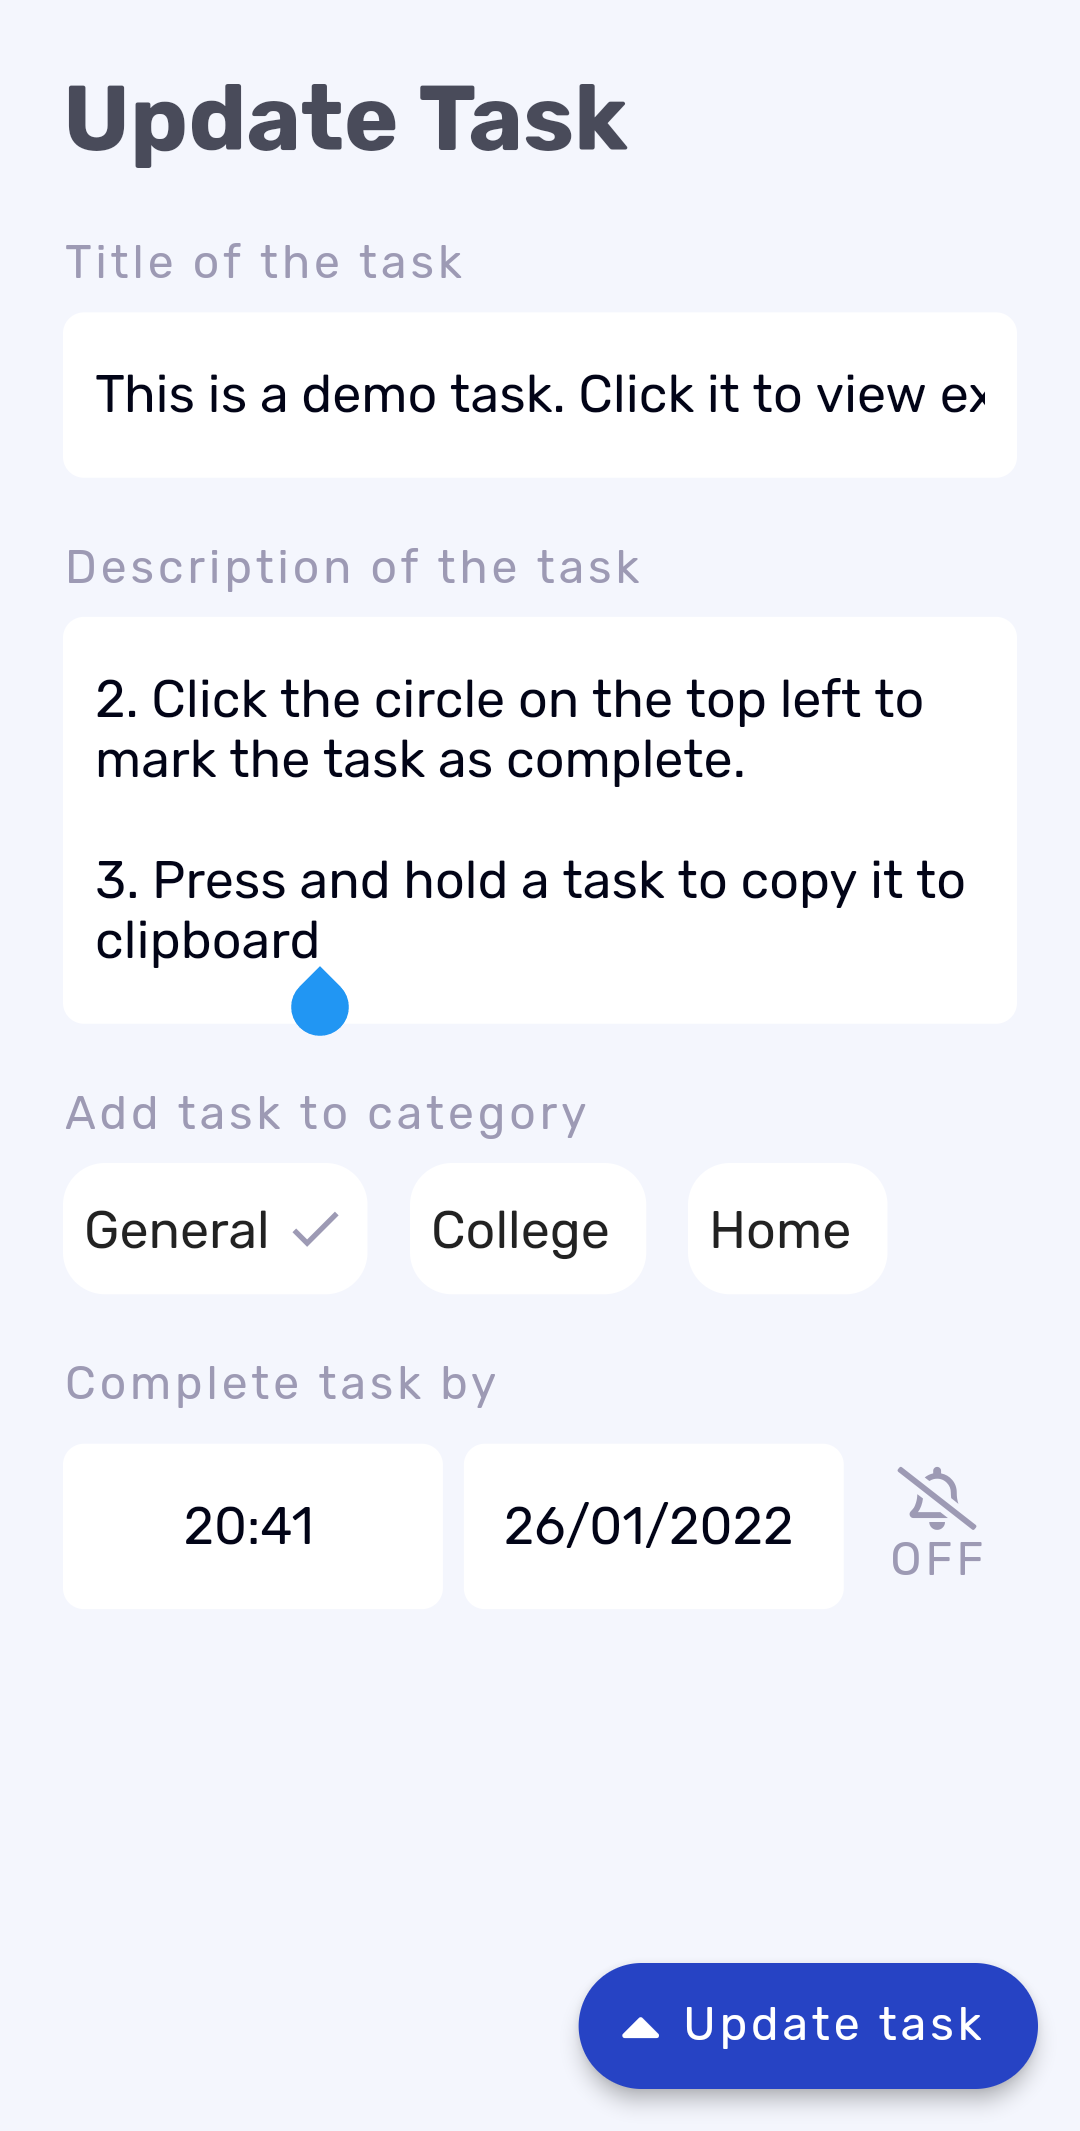 Update Task
Title of the task
This is a demo task. Click it to view ex
Description of the task
2. Click the circle on the top left to
mark the task as complete.
3. Press and hold a task to copy it to
clipboard
Add task to category
General
College
Home
Complete task by
20:41
26/01/2022
OFF
Update task